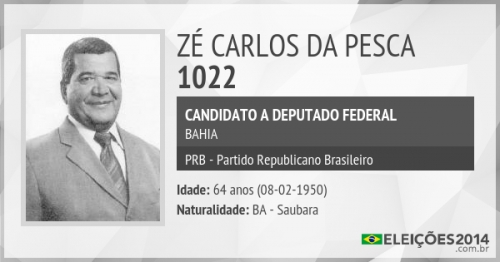 ZÉ CARLOS DA PESCA
1022
CANDIDATO A DEPUTADO FEDERAL
BAHIA
PRB - Partido Republicano Brasileiro
Idade: 64 anos (08-02-1950)
Naturalidade: BA - Saubara
ELEIÇÕES2014
.com.br